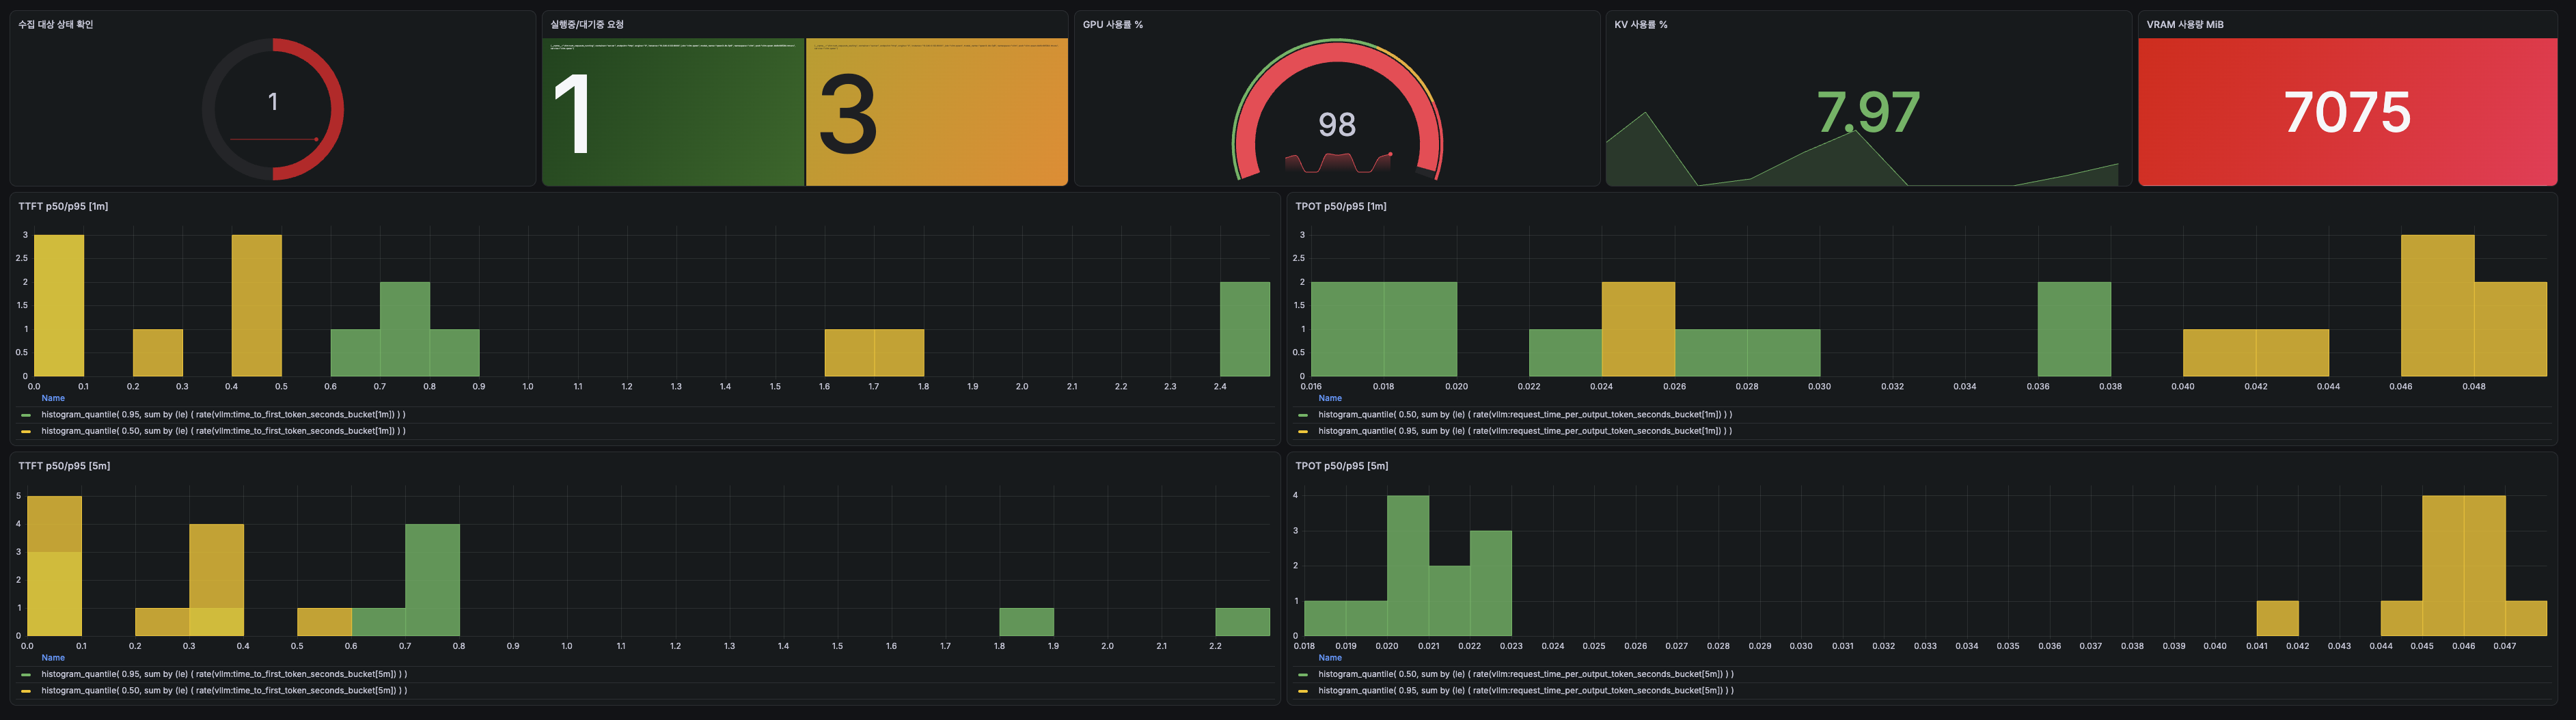 수집 대상 상태 확인
1
실행중/대기중 요청
1
3
GPU 사용률 %
98
KV 사용률 %
7.97
VRAM 사용량 MiB
7075
TTFT p50/p95 [1m]
3
2.5
2
1.5
1
0.5
0
0.0 0.1 0.2 0.3 0.4 0.5 0.6 0.7 0.8 0.9 1.0 1.1 1.2 1.3 1.4 1.5 1.6 1.7 1.8 1.9 2.0 2.1 2.2 2.3 2.4
Name
histogram_quantile( 0.95, sum by (le) ( rate(vllm:time_to_first_token_seconds_bucket[1m]) ) )
histogram_quantile( 0.50, sum by (le) ( rate(vllm:time_to_first_token_seconds_bucket[1m]) ) )
TPOT p50/p95 [1m]
3
2.5
2
1.5
1
0.5
0
0.016 0.018 0.020 0.022 0.024 0.026 0.028 0.030 0.032 0.034 0.036 0.038 0.040 0.042 0.044 0.046 0.048
Name
histogram_quantile( 0.50, sum by (le) ( rate(vllm:request_time_per_output_token_seconds_bucket[1m]) ) )
histogram_quantile( 0.95, sum by (le) ( rate(vllm:request_time_per_output_token_seconds_bucket[1m]) ) )
TTFT p50/p95 [5m]
5
4
3
2
1
0
0.0 0.1 0.2 0.3 0.4 0.5 0.6 0.7 0.8 0.9 1.0 1.1 1.2 1.3 1.4 1.5 1.6 1.7 1.8 1.9 2.0 2.1 2.2
Name
histogram_quantile( 0.95, sum by (le) ( rate(vllm:time_to_first_token_seconds_bucket[5m]) ) )
histogram_quantile( 0.50, sum by (le) ( rate(vllm:time_to_first_token_seconds_bucket[5m]) ) )
TPOT p50/p95 [5m]
4
3
2
1
0
0.018 0.019 0.020 0.021 0.022 0.023 0.024 0.025 0.026 0.027 0.028 0.029 0.030 0.031 0.032 0.033 0.034 0.035 0.036 0.037 0.038 0.039 0.040 0.041 0.042 0.043 0.044 0.045 0.046 0.047
Name
histogram_quantile( 0.50, sum by (le) ( rate(vllm:request_time_per_output_token_seconds_bucket[5m]) ) )
histogram_quantile( 0.95, sum by (le) ( rate(vllm:request_time_per_output_token_seconds_bucket[5m]) ) )